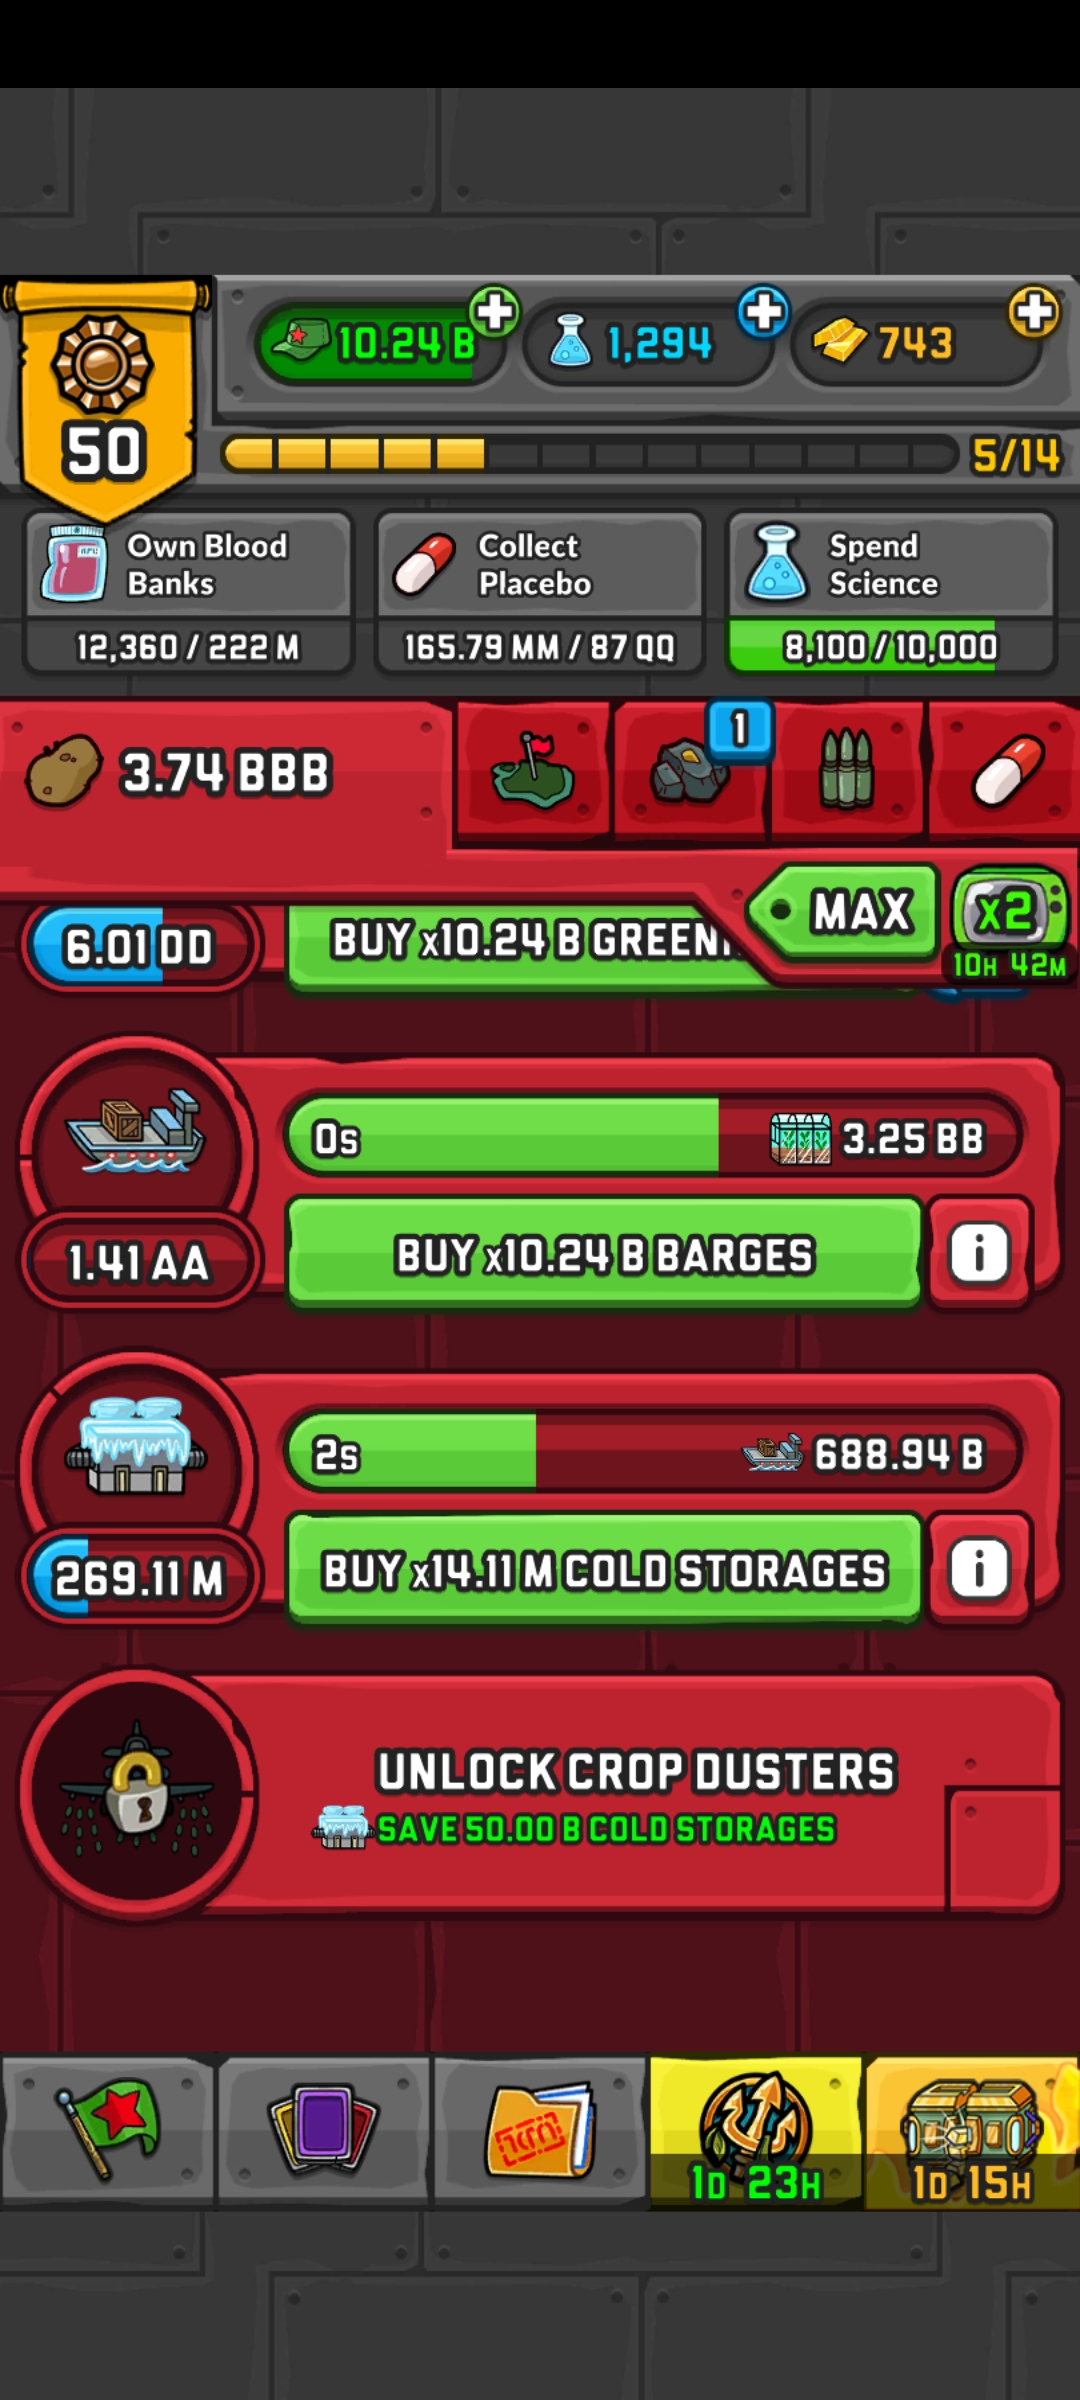 10.24 B
1,294
743
50
5/14
Own Blood
Banks
12,360 / 222 M
Collect
Placebo
165.79 MM / 87 QQ
Spend
Science
8,100 / 10,000
3.74 BBB
1
MAX
x2
10H 42M
6.01 DD
BUY x10.24 B
0s
3.25 BB
1.41 AA
BUY x10.24 B BARGES
i
2s
688.94 B
269.11 M
BUY x14.11 M COLD STORAGES
i
UNLOCK CROP DUSTERS
SAVE 50.00 B COLD STORAGES
1D 23H
1D 15H